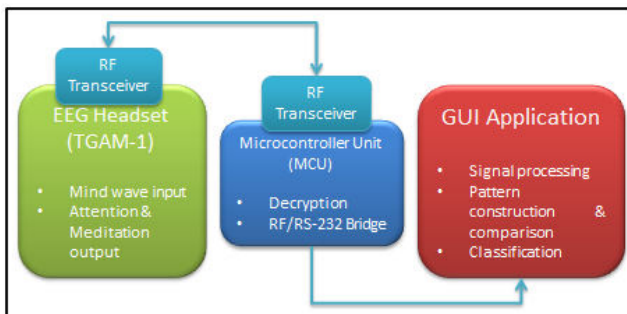 RF
Transceiver
EEG Headset
(TGAM-1)
• Mind wave input
• Attention &
Meditation
output
RF
Transceiver
Microcontroller Unit
(MCU)
• Decryption
• RF/RS-232 Bridge
GUI Application
• Signal processing
• Pattern
construction &
comparison
• Classification